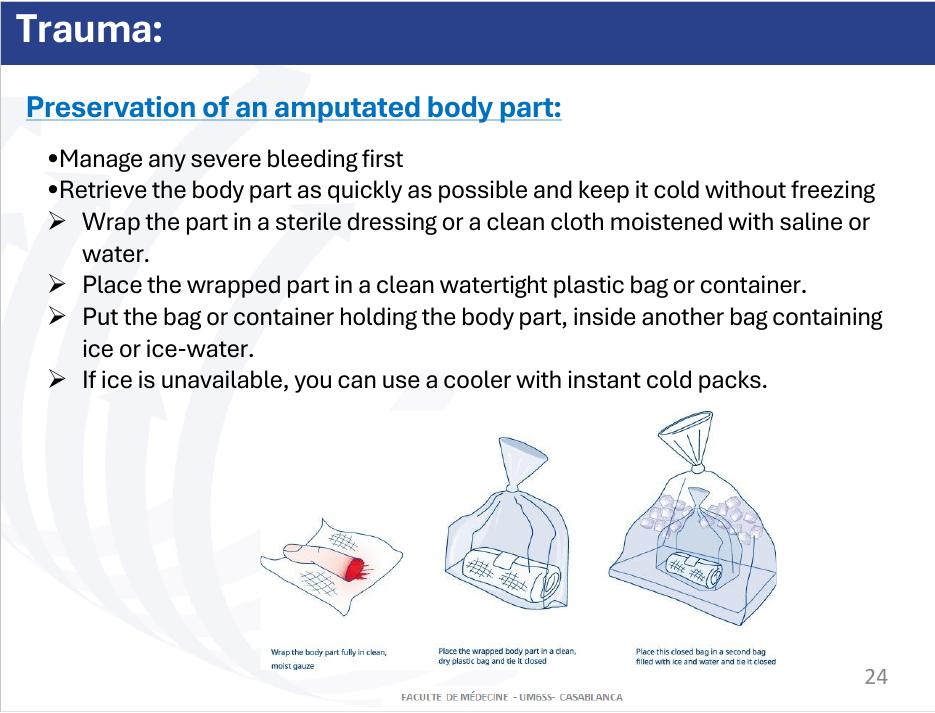 Trauma:
Preservation of an amputated body part:
•Manage any severe bleeding first
•Retrieve the body part as quickly as possible and keep it cold without freezing
➢ Wrap the part in a sterile dressing or a clean cloth moistened with saline or
water.
➢ Place the wrapped part in a clean watertight plastic bag or container.
➢ Put the bag or container holding the body part, inside another bag containing
ice or ice-water.
➢ If ice is unavailable, you can use a cooler with instant cold packs.
Wrap the body part fully in clean,
moist gauze
Place the wrapped body part in a clean,
dry plastic bag and tie it closed
Place this closed bag in a second bag
filled with ice and water and tie it closed
24
FACULTE DE MÉDECINE - UM6SS- CASABLANCA